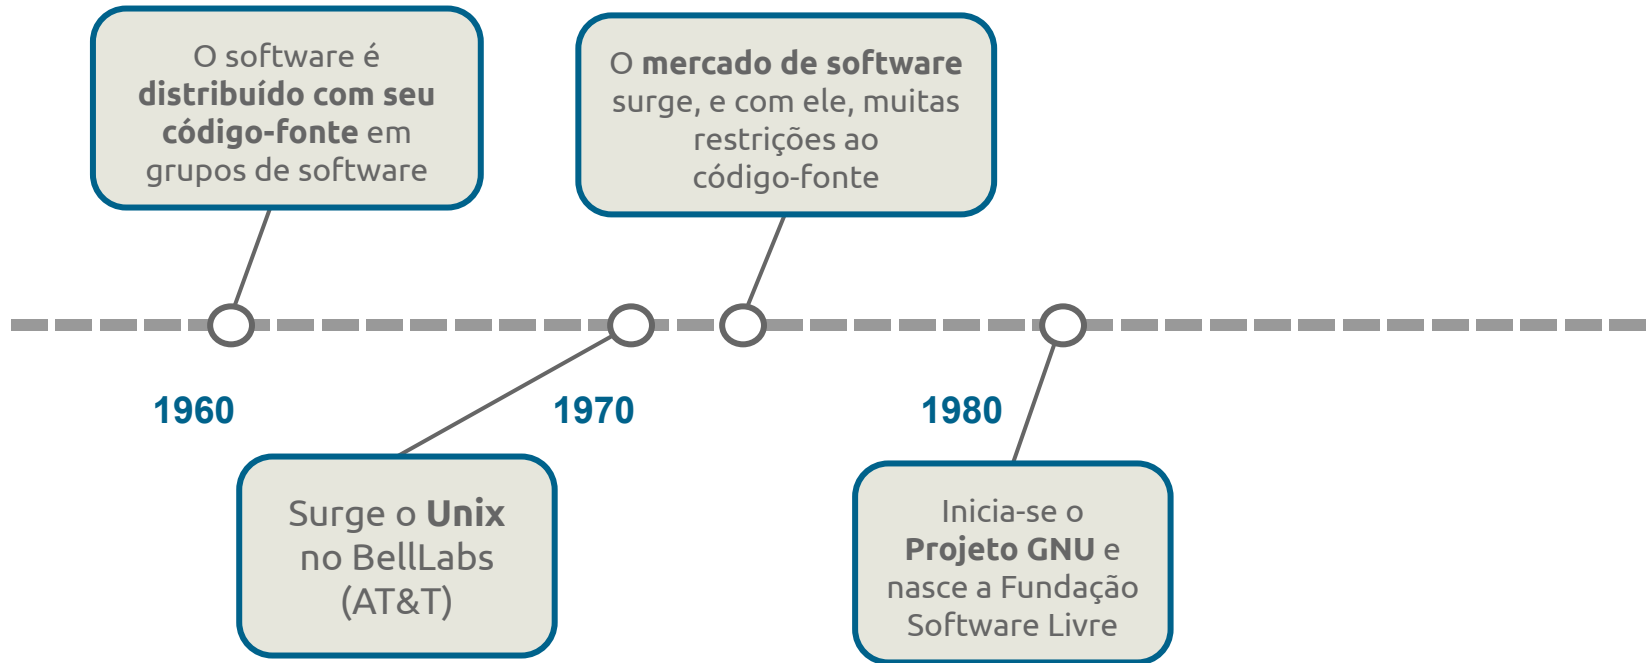 O software é
distribuído com seu
código-fonte em
grupos de software
O mercado de software
surge, e com ele, muitas
restrições ao
código-fonte
1960
1970
1980
Surge o Unix
no BellLabs
(AT&T)
Inicia-se o
Projeto GNU e
nasce a Fundação
Software Livre